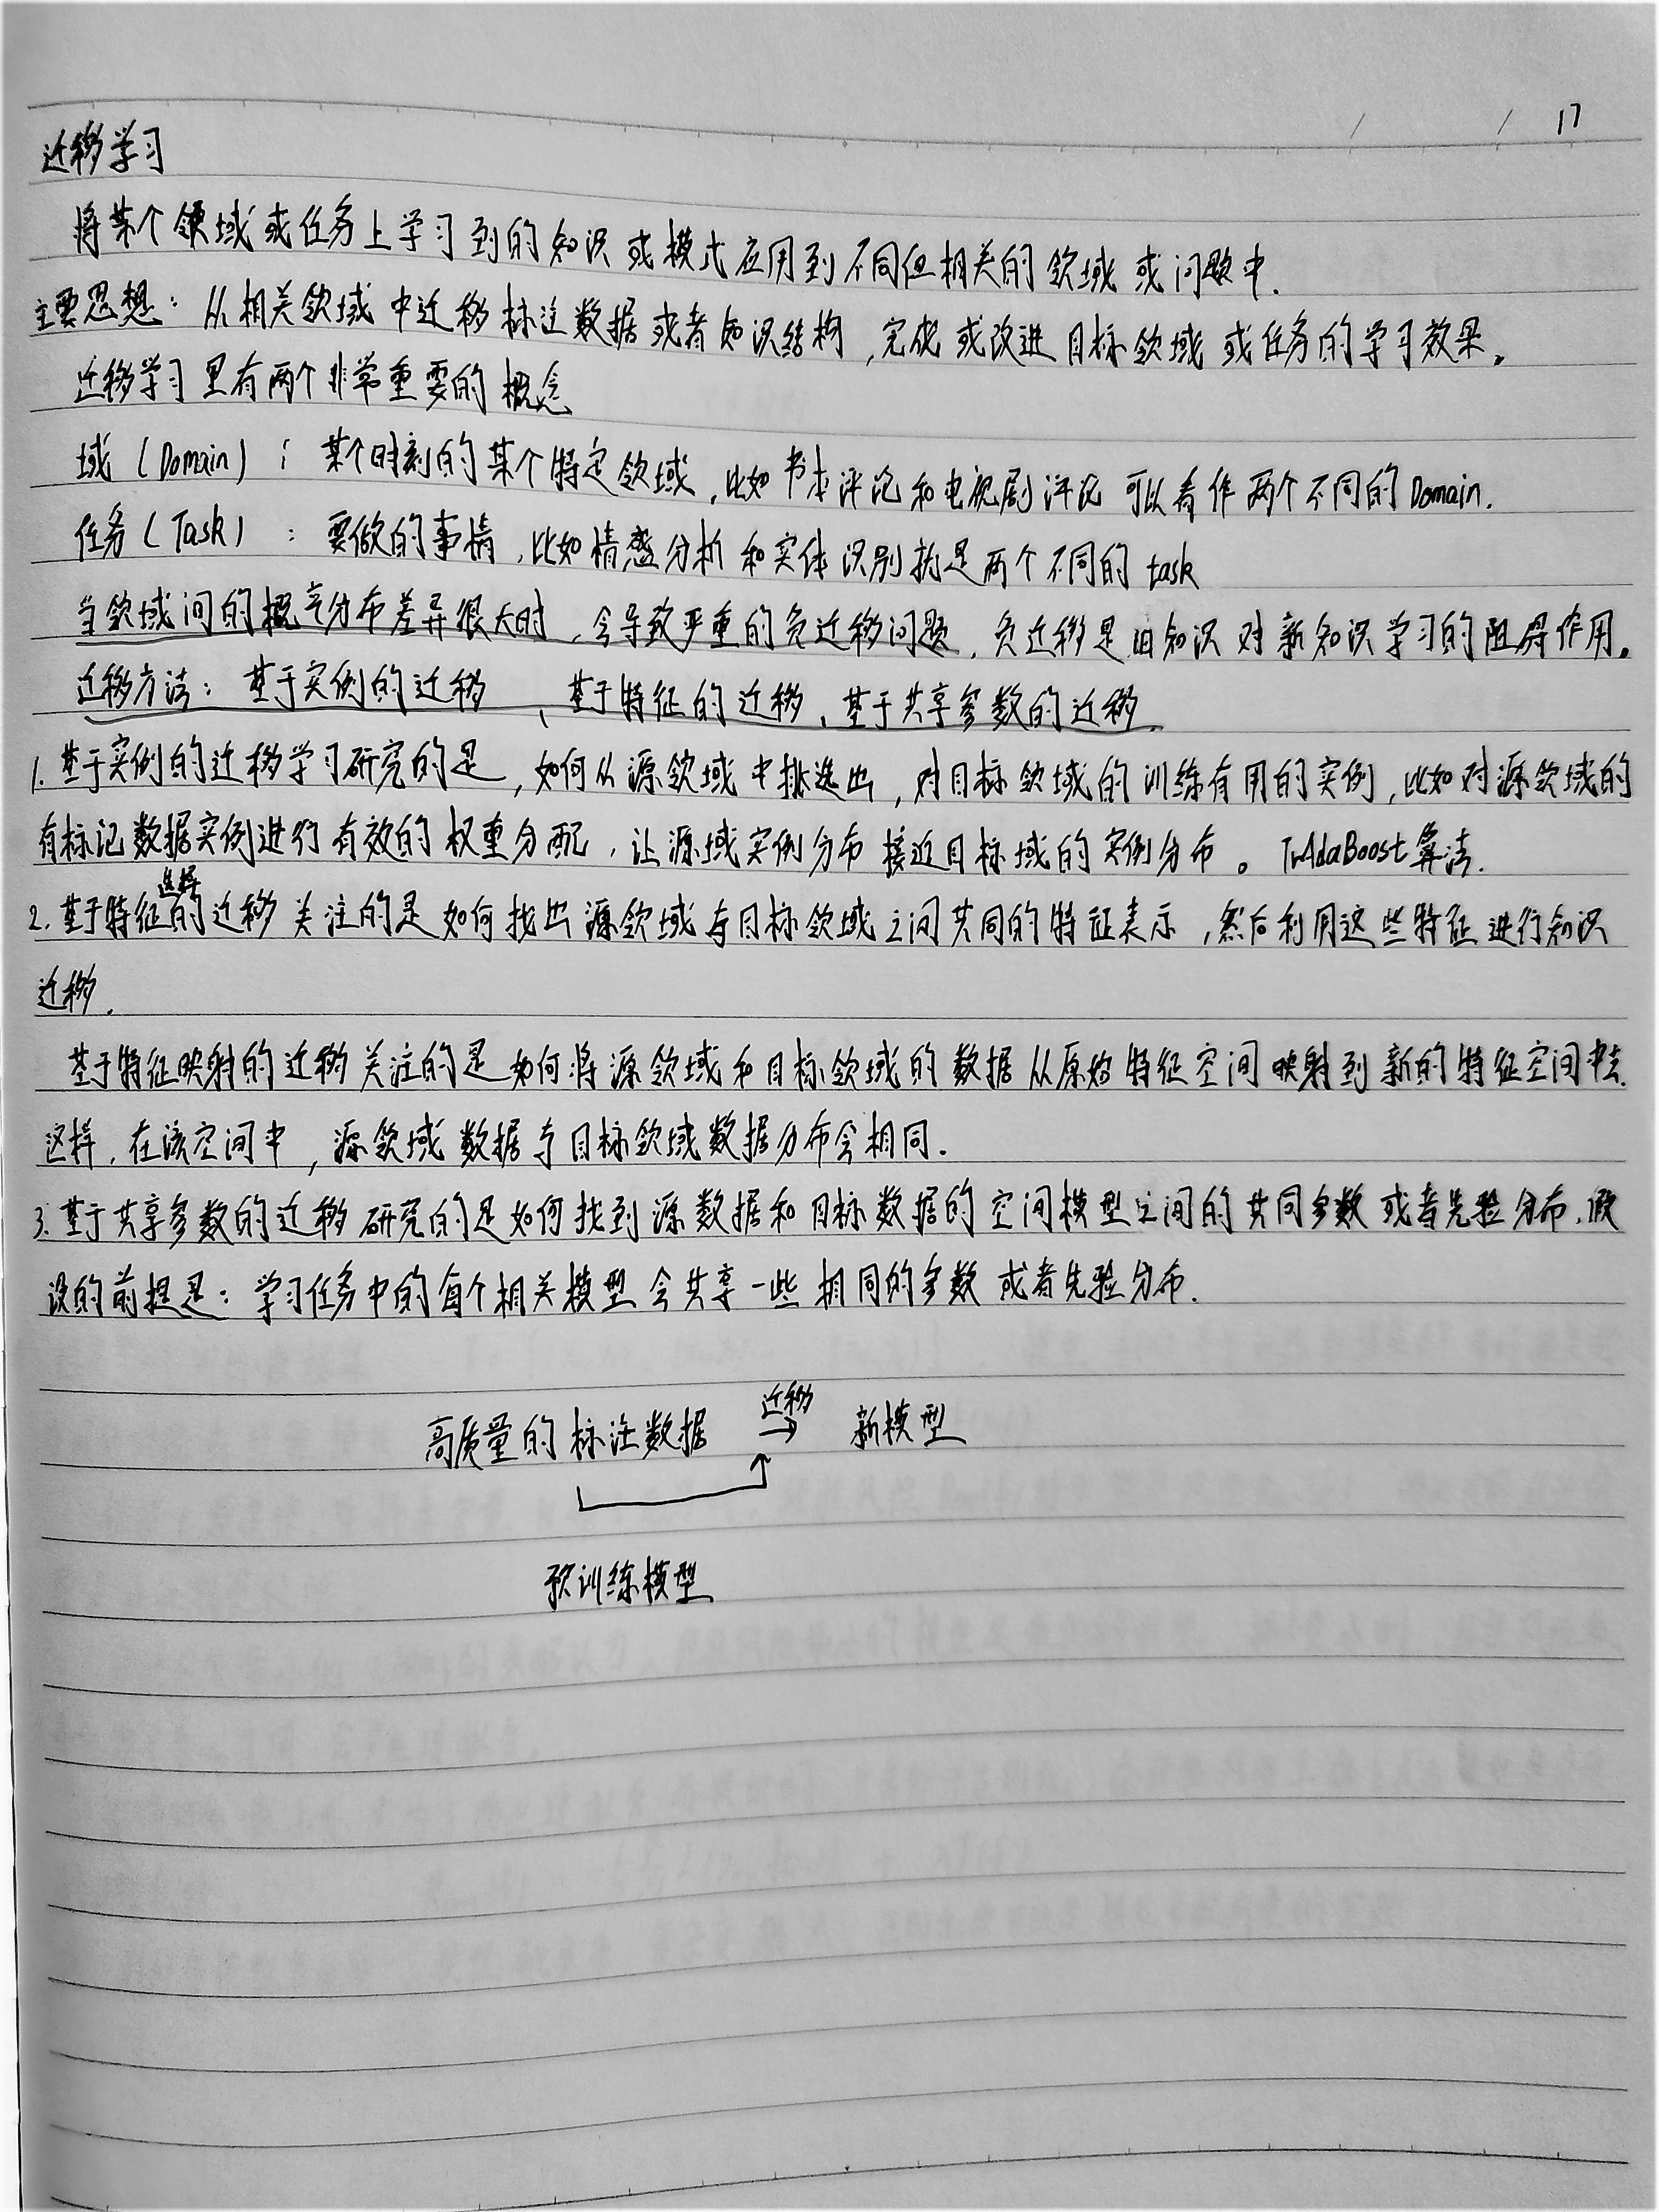 17
迁移学习
将某个领域或任务上学习到的知识或模式应用到不同但相关的领域或问题中.
主要思想：从相关领域中迁移标注数据或者知识结构，完成或改进目标领域或任务的学习效果。
迁移学习里有两个非常重要的概念
域（Domain）：某个时刻的某个特定领域，比如书本评论和电视剧评论可以看作两个不同的Domain.
任务（Task）：要做的事情，比如情感分析和实体识别就是两个不同的task
当领域间的概率分布差异很大时，会导致严重的负迁移问题，负迁移是旧知识对新知识学习的阻碍作用。
迁移方法：基于实例的迁移、基于特征的迁移、基于共享参数的迁移.
1.基于实例的迁移学习研究的是，如何从源领域中挑选出，对目标领域的训练有用的实例，比如对源领域的
有标记数据实例进行有效的权重分配，让源域实例分布接近目标域的实例分布。TrAdaBoost算法.
选择
2.基于特征的迁移关注的是如何找出源领域与目标领域之间共同的特征表示，然后利用这些特征进行知识
迁移.
基于特征映射的迁移关注的是如何将源领域和目标领域的数据从原始特征空间映射到新的特征空间中去.
这样，在该空间中，源领域数据与目标领域数据分布会相同.
3.基于共享参数的迁移研究的是如何找到源数据和目标数据的空间模型之间的共同参数或者先验分布，假
设的前提是：学习任务中的每个相关模型会共享一些相同的参数或者先验分布.
高质量的标注数据 迁移→ 新模型
预训练模型